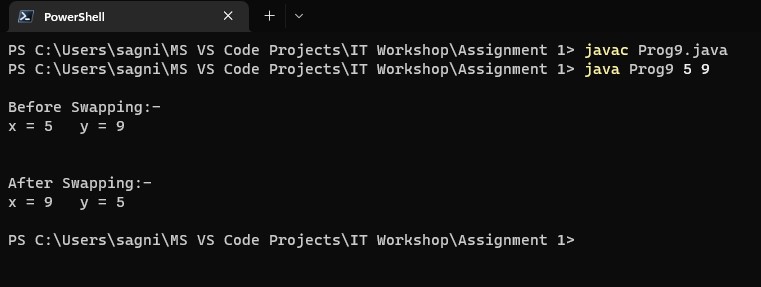 PowerShell
PS C:\Users\sagni\MS VS Code Projects\IT Workshop\Assignment 1> javac Prog9.java
PS C:\Users\sagni\MS VS Code Projects\IT Workshop\Assignment 1> java Prog9 5 9
Before Swapping:-
x = 5   y = 9
After Swapping:-
x = 9   y = 5
PS C:\Users\sagni\MS VS Code Projects\IT Workshop\Assignment 1>